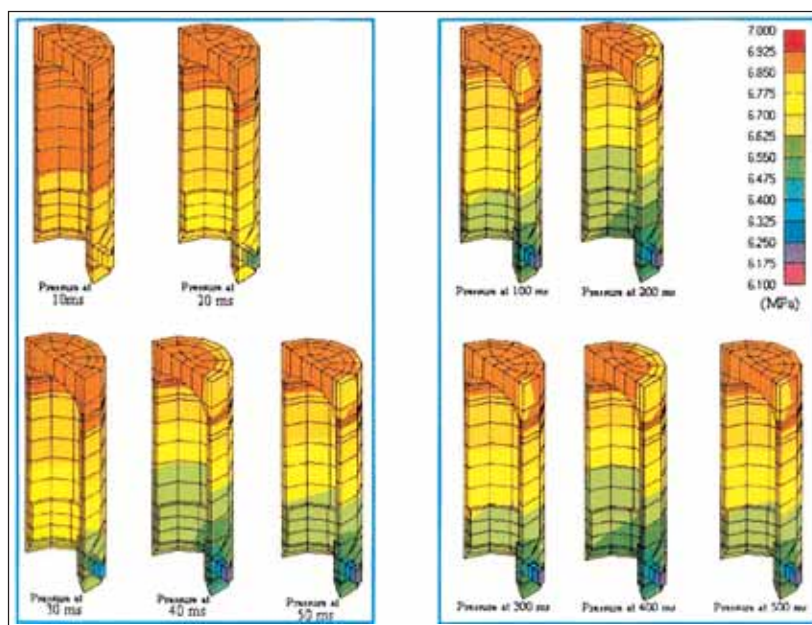 Pressure at
10ms
Pressure at
20 ms
Pressure at
30 ms
Pressure at
40 ms
Pressure at
50 ms
Pressure at 100 ms
Pressure at 200 ms
7.000
6.925
6.850
6.775
6.700
6.625
6.550
6.475
6.400
6.325
6.250
6.175
6.100
(MPa)
Pressure at 300 ms
Pressure at 400 ms
Pressure at 500 ms